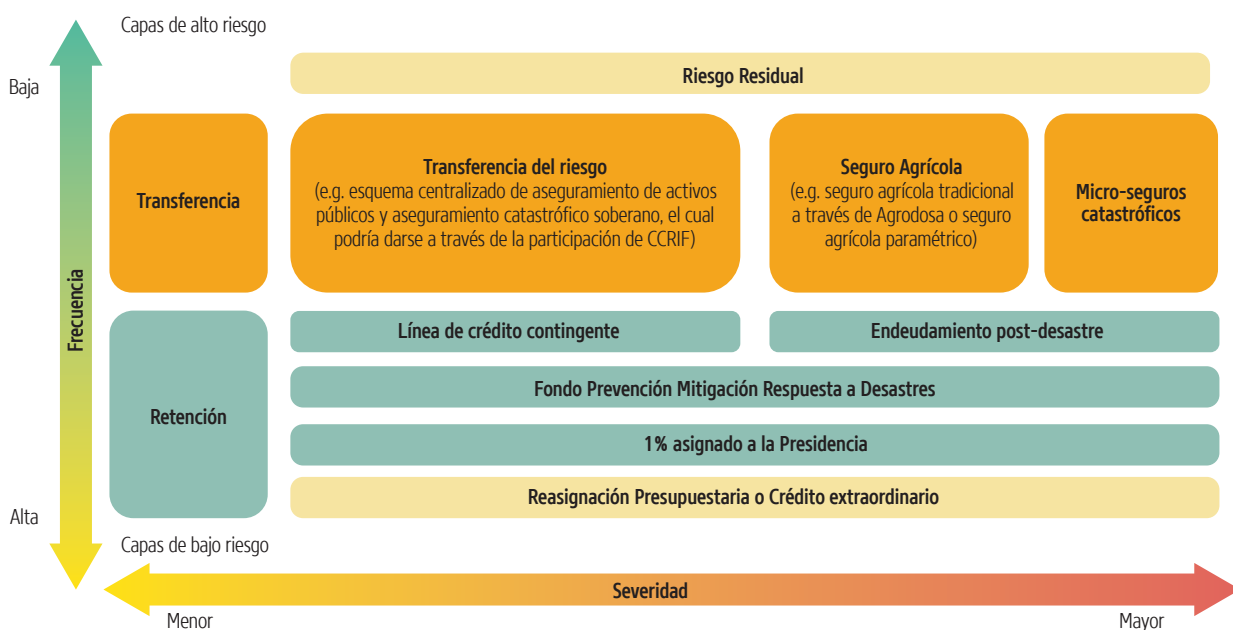 Capas de alto riesgo
Baja
Riesgo Residual
Transferencia
Transferencia del riesgo
(e.g. esquema centralizado de aseguramiento de activos
públicos y aseguramiento catastrófico soberano, el cual
podría darse a través de la participación de CCRIF)
Seguro Agrícola
(e.g. seguro agrícola tradicional
a través de Agrodosa o seguro
agrícola paramétrico)
Micro-seguros
catastróficos
Frecuencia
Retención
Línea de crédito contingente
Endeudamiento post-desastre
Fondo Prevención Mitigación Respuesta a Desastres
1% asignado a la Presidencia
Reasignación Presupuestaria o Crédito extraordinario
Alta
Capas de bajo riesgo
Severidad
Menor
Mayor